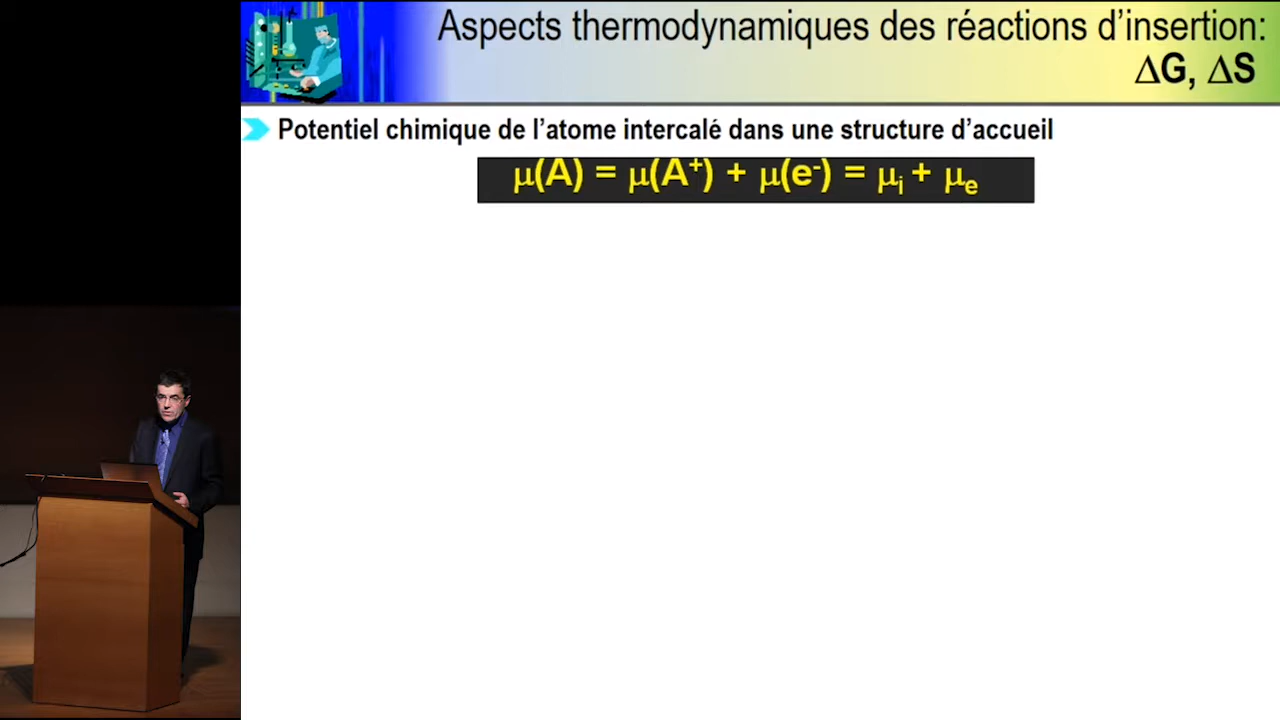 Aspects thermodynamiques des réactions d’insertion:
ΔG, ΔS
Potentiel chimique de l’atome intercalé dans une structure d’accueil
μ(A) = μ(A⁺) + μ(e⁻) = μᵢ + μₑ